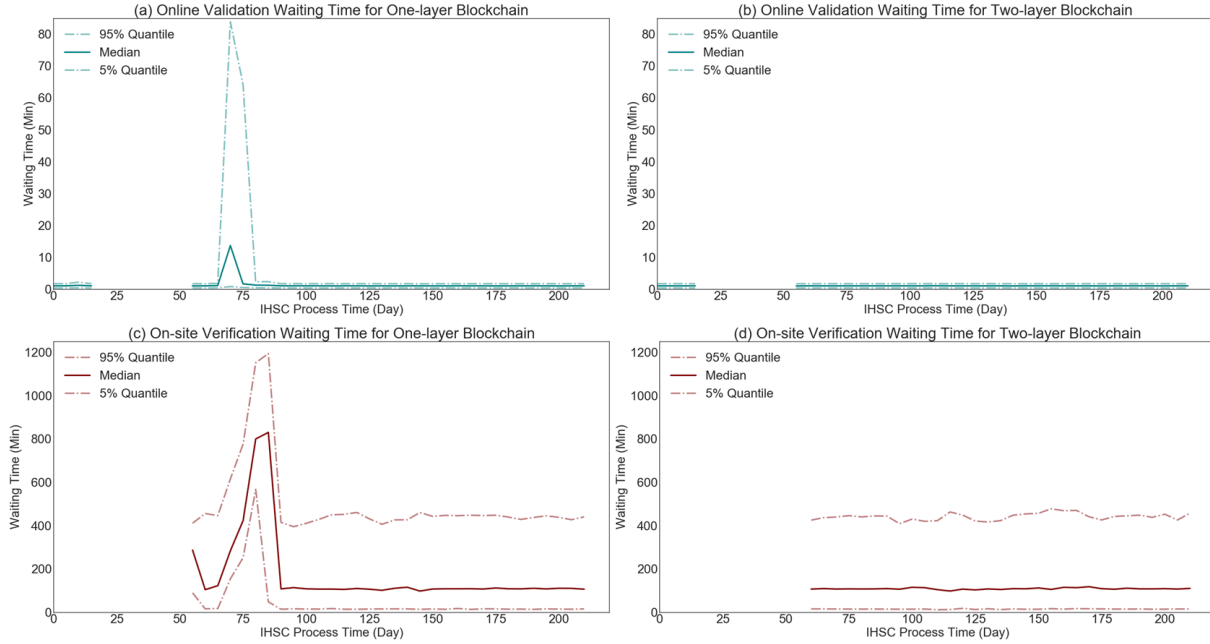 (a) Online Validation Waiting Time for One-layer Blockchain
95% Quantile
Median
5% Quantile
Waiting Time (Min)
80
70
60
50
40
30
20
10
0
0 25 50 75 100 125 150 175 200
IHSC Process Time (Day)
(b) Online Validation Waiting Time for Two-layer Blockchain
95% Quantile
Median
5% Quantile
Waiting Time (Min)
80
70
60
50
40
30
20
10
0
0 25 50 75 100 125 150 175 200
IHSC Process Time (Day)
(c) On-site Verification Waiting Time for One-layer Blockchain
95% Quantile
Median
5% Quantile
Waiting Time (Min)
1200
1000
800
600
400
200
0
0 25 50 75 100 125 150 175 200
IHSC Process Time (Day)
(d) On-site Verification Waiting Time for Two-layer Blockchain
95% Quantile
Median
5% Quantile
Waiting Time (Min)
1200
1000
800
600
400
200
0
0 25 50 75 100 125 150 175 200
IHSC Process Time (Day)